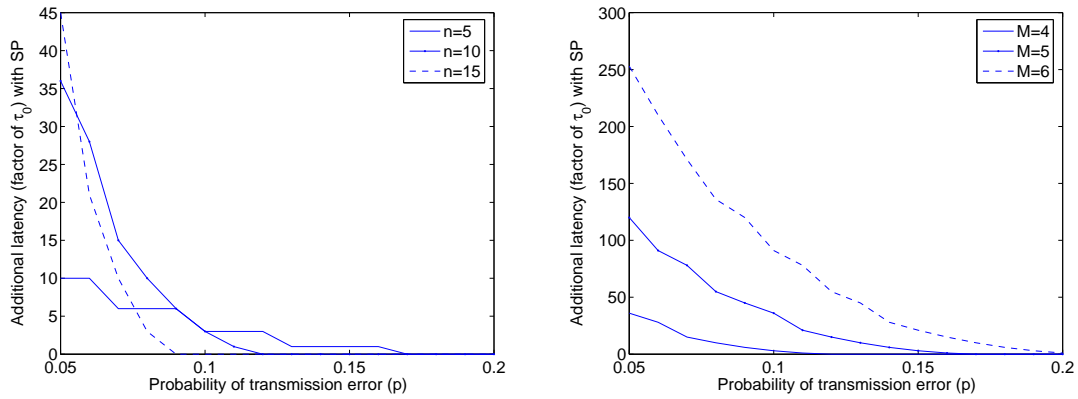 45
40
35
30
25
20
15
10
5
0
0.05
0.1
0.15
0.2
Additional latency (factor of τ0) with SP
Probability of transmission error (p)
n=5
n=10
n=15
300
250
200
150
100
50
0
0.05
0.1
0.15
0.2
Additional latency (factor of τ0) with SP
Probability of transmission error (p)
M=4
M=5
M=6